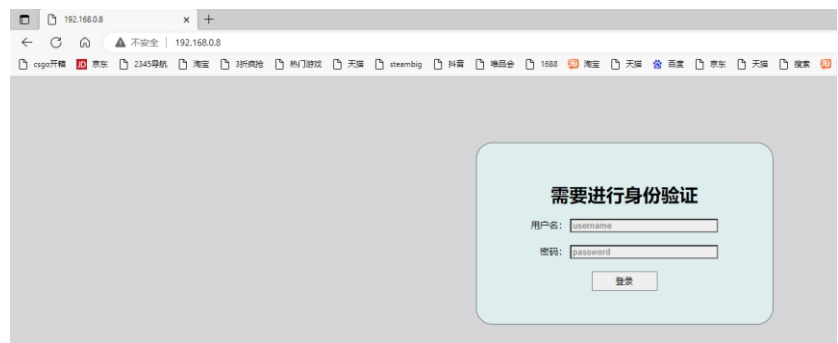 192.168.0.8
不安全 192.168.0.8
csgo开箱 京东 2345导航 淘宝 3折疯抢 热门游戏 天猫 steambig 抖音 唯品会 1688 淘宝 天猫 百度 京东 天猫 搜索
需要进行身份验证
用户名： username
密码： password
登录